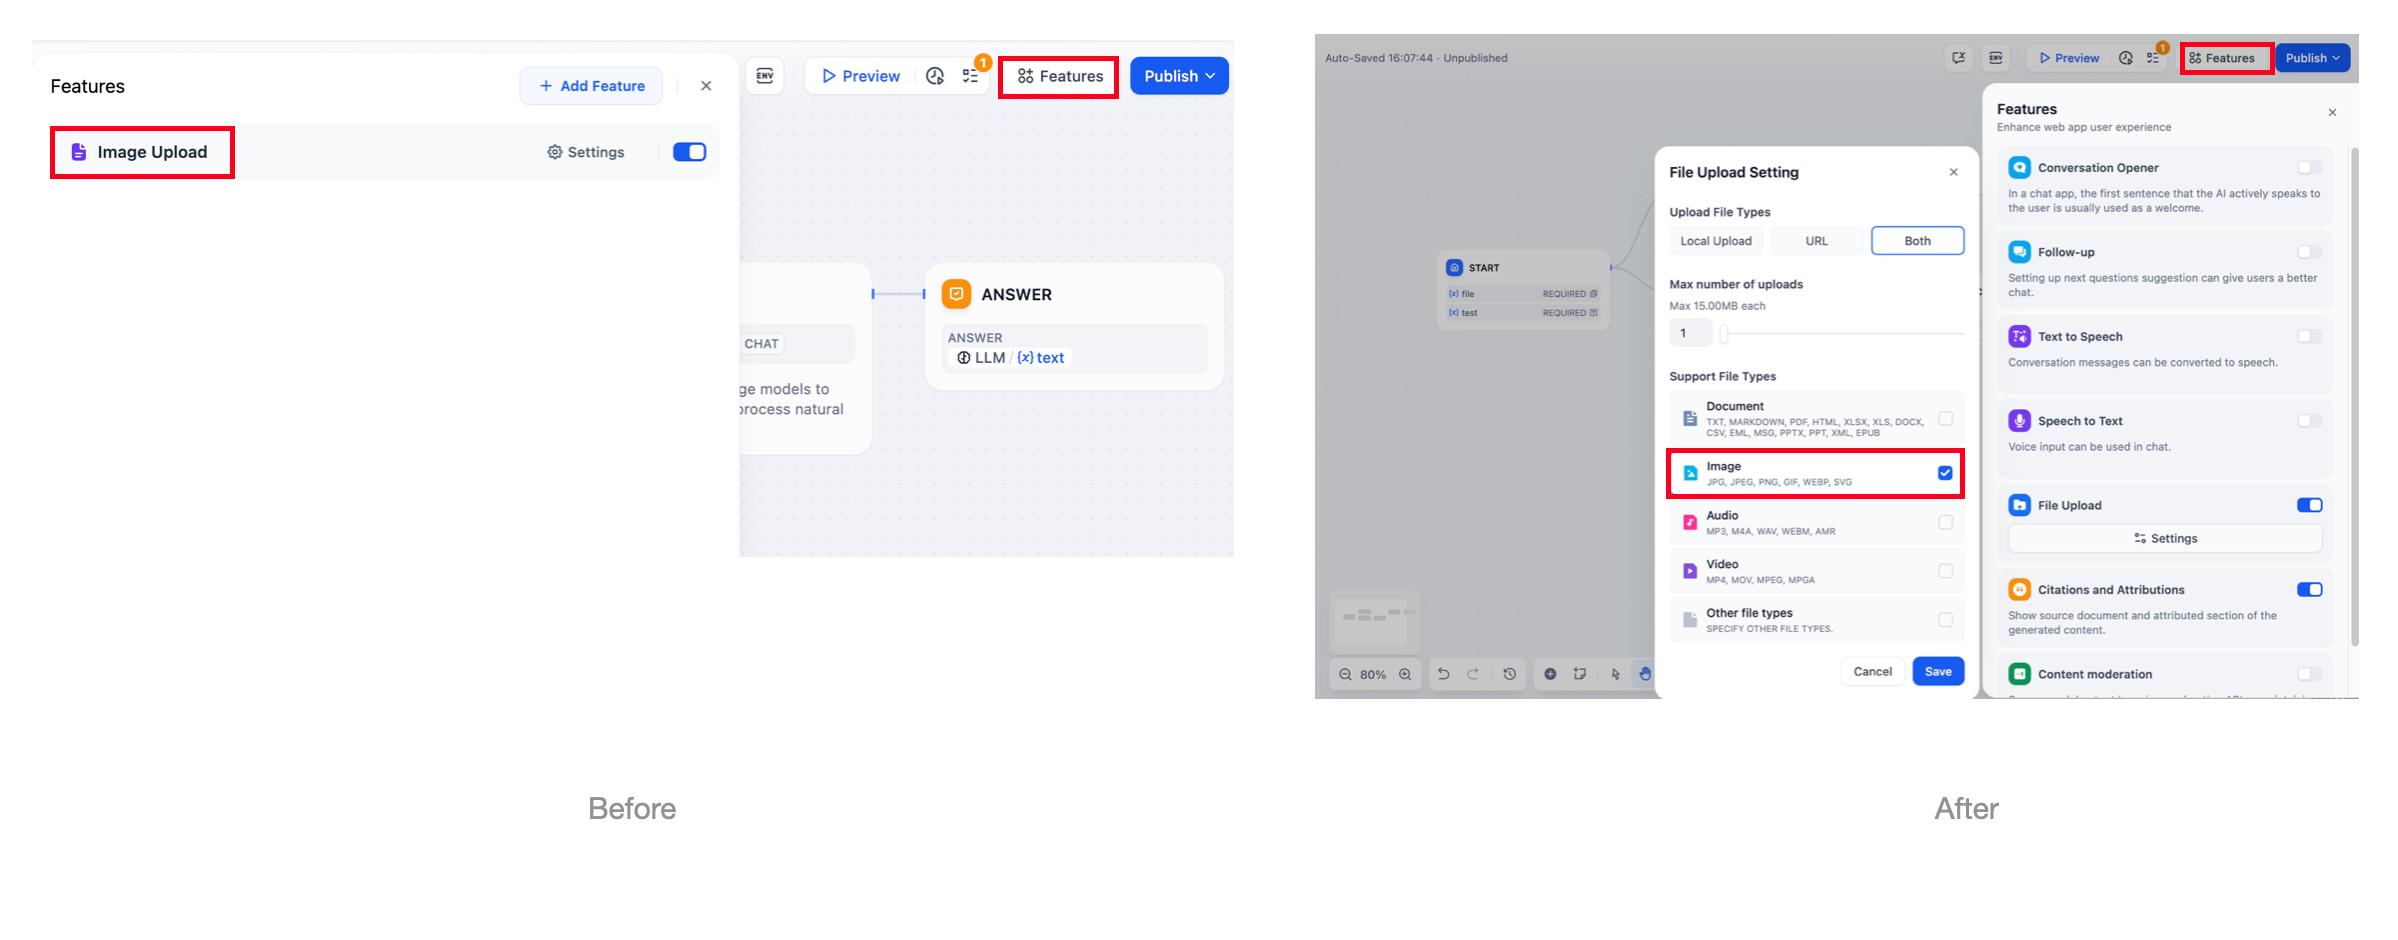 Features
+ Add Feature
ENV
Preview
1
Features
Publish
Image Upload
Settings
CHAT
ge models to
process natural
ANSWER
ANSWER
LLM / {x} text
Before
Auto-Saved 16:07:44 · Unpublished
ENV
Preview
1
Features
Publish
START
{x} file REQUIRED
{x} test REQUIRED
80%
File Upload Setting
Upload File Types
Local Upload
URL
Both
Max number of uploads
Max 15.00MB each
1
Support File Types
Document
TXT, MARKDOWN, PDF, HTML, XLSX, XLS, DOCX,
CSV, EML, MSG, PPTX, PPT, XML, EPUB
Image
JPG, JPEG, PNG, GIF, WEBP, SVG
Audio
MP3, M4A, WAV, WEBM, AMR
Video
MP4, MOV, MPEG, MPGA
Other file types
SPECIFY OTHER FILE TYPES.
Cancel
Save
Features
Enhance web app user experience
Conversation Opener
In a chat app, the first sentence that the AI actively speaks to
the user is usually used as a welcome.
Follow-up
Setting up next questions suggestion can give users a better
chat.
Text to Speech
Conversation messages can be converted to speech.
Speech to Text
Voice input can be used in chat.
File Upload
Settings
Citations and Attributions
Show source document and attributed section of the
generated content.
Content moderation
After